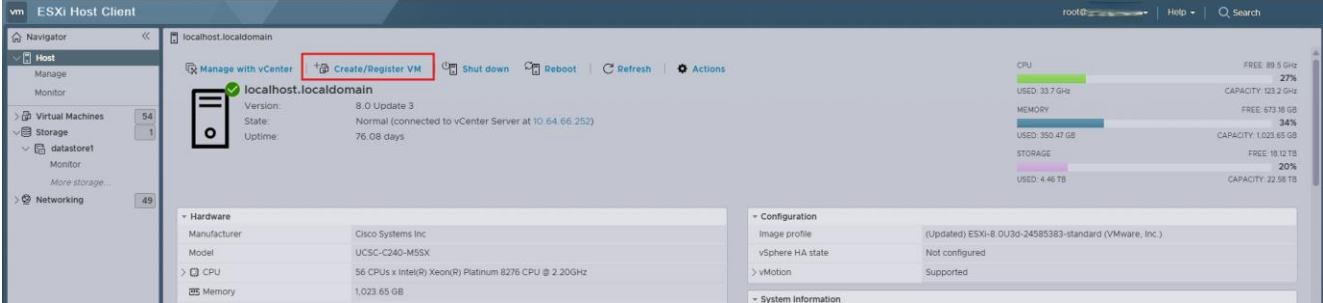 vm ESXi Host Client
root@ | Help | Search
Navigator
localhost.localdomain
Host
Manage
Monitor
Virtual Machines 54
Storage 1
datastore1
Monitor
More storage...
Networking 49
Manage with vCenter | Create/Register VM | Shut down Reboot | Refresh | Actions
localhost.localdomain
Version: 8.0 Update 3
State: Normal (connected to vCenter Server at 10.64.66.252)
Uptime: 76.08 days
CPU FREE: 89.5 GHz
27%
USED: 33.7 GHz CAPACITY: 123.2 GHz
MEMORY FREE: 673.18 GB
34%
USED: 350.47 GB CAPACITY: 1,023.65 GB
STORAGE FREE: 18.12 TB
20%
USED: 4.46 TB CAPACITY: 22.58 TB
Hardware
Manufacturer Cisco Systems Inc
Model UCSC-C240-M5SX
CPU 56 CPUs x Intel(R) Xeon(R) Platinum 8276 CPU @ 2.20GHz
Memory 1,023.65 GB
Configuration
Image profile (Updated) ESXi-8.0U3d-24585383-standard (VMware, Inc.)
vSphere HA state Not configured
vMotion Supported
System Information